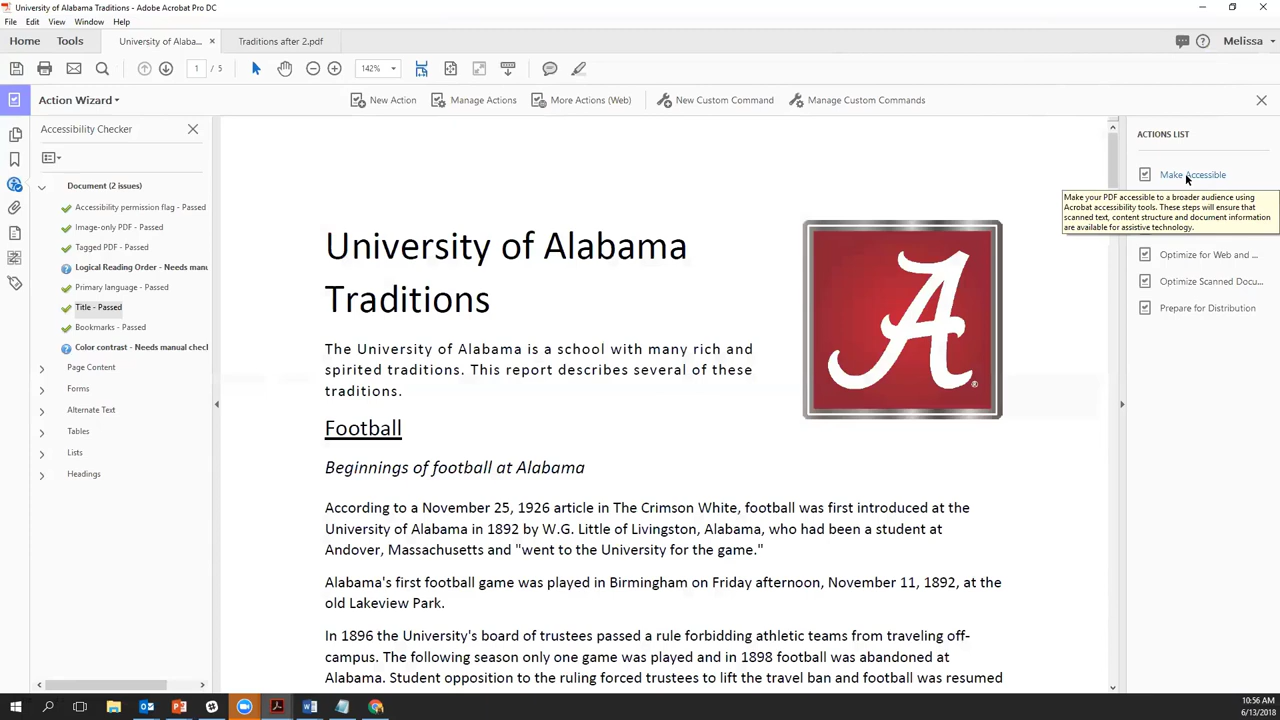 University of Alabama Traditions - Adobe Acrobat Pro DC
File Edit View Window Help
Home Tools University of Alaba... × Traditions after 2.pdf Melissa
1 / 5 142%
Action Wizard New Action Manage Actions More Actions (Web) New Custom Command Manage Custom Commands
Accessibility Checker
Document (2 issues)
Accessibility permission flag - Passed
Image-only PDF - Passed
Tagged PDF - Passed
Logical Reading Order - Needs manu
Primary language - Passed
Title - Passed
Bookmarks - Passed
Color contrast - Needs manual checl
Page Content
Forms
Alternate Text
Tables
Lists
Headings
University of Alabama
Traditions
The University of Alabama is a school with many rich and
spirited traditions. This report describes several of these
traditions.
A ®
Football
Beginnings of football at Alabama
According to a November 25, 1926 article in The Crimson White, football was first introduced at the
University of Alabama in 1892 by W.G. Little of Livingston, Alabama, who had been a student at
Andover, Massachusetts and "went to the University for the game."
Alabama's first football game was played in Birmingham on Friday afternoon, November 11, 1892, at the
old Lakeview Park.
In 1896 the University's board of trustees passed a rule forbidding athletic teams from traveling off-
campus. The following season only one game was played and in 1898 football was abandoned at
Alabama. Student opposition to the ruling forced trustees to lift the travel ban and football was resumed
ACTIONS LIST
Make Accessible
Make your PDF accessible to a broader audience using
Acrobat accessibility tools. These steps will ensure that
scanned text, content structure and document information
are available for assistive technology.
Optimize for Web and ...
Optimize Scanned Docu...
Prepare for Distribution
10:56 AM
6/13/2018